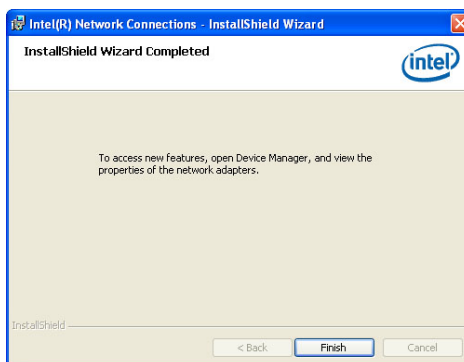 Intel(R) Network Connections - InstallShield Wizard
InstallShield Wizard Completed
intel
To access new features, open Device Manager, and view the
properties of the network adapters.
InstallShield
< Back
Finish
Cancel